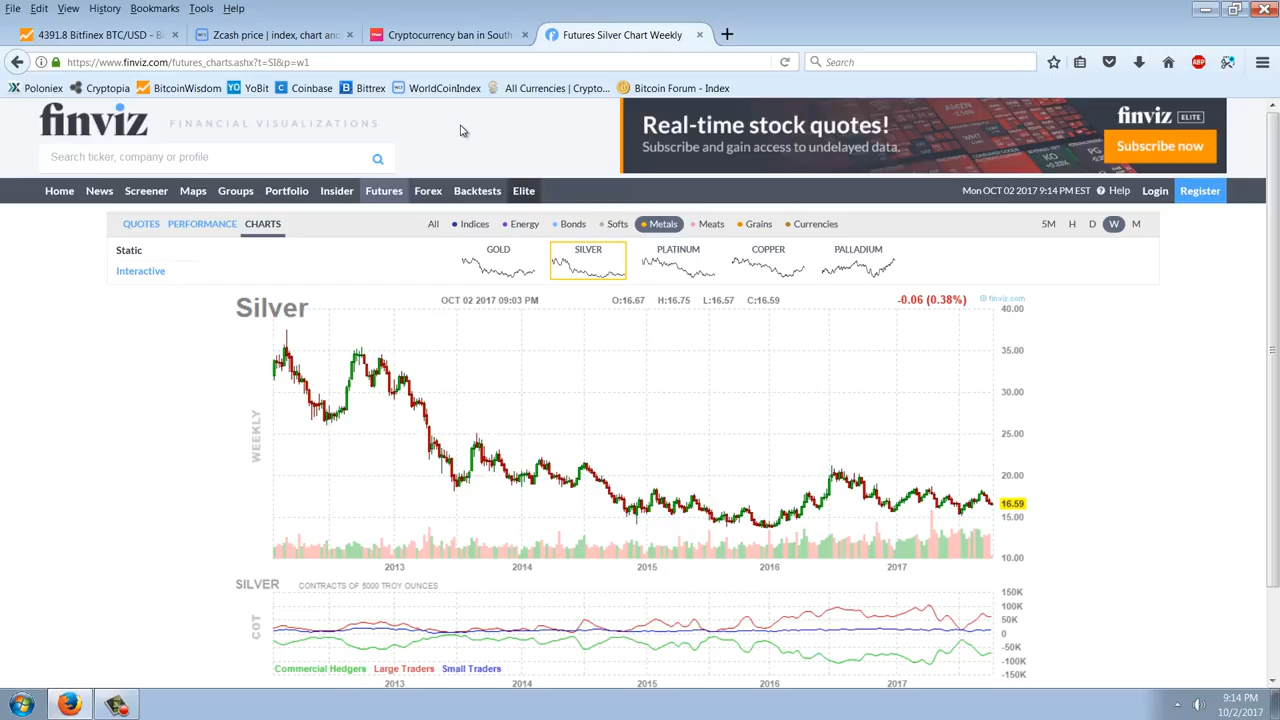 File Edit View History Bookmarks Tools Help
4391.8 Bitfinex BTC/USD - B
Zcash price | index, chart and
Cryptocurrency ban in South
Futures Silver Chart Weekly
https://www.finviz.com/futures_charts.ashx?t=SI&p=w1
Search
ABP
Poloniex Cryptopia BitcoinWisdom YO YoBit C Coinbase B Bittrex WorldCoinIndex All Currencies | Crypto... Bitcoin Forum - Index
finviz FINANCIAL VISUALIZATIONS
Search ticker, company or profile
Real-time stock quotes!
Subscribe and gain access to undelayed data.
finviz ELITE
Subscribe now
Home News Screener Maps Groups Portfolio Insider Futures Forex Backtests Elite
Mon OCT 02 2017 9:14 PM EST ? Help Login Register
QUOTES PERFORMANCE CHARTS
All Indices Energy Bonds Softs Metals Meats Grains Currencies
5M H D W M
Static
Interactive
GOLD SILVER PLATINUM COPPER PALLADIUM
Silver
OCT 02 2017 09:03 PM O:16.67 H:16.75 L:16.57 C:16.59
-0.06 (0.38%) © finviz.com
40.00
35.00
30.00
25.00
20.00
16.59
15.00
10.00
WEEKLY
2013 2014 2015 2016 2017
SILVER CONTRACTS OF 5000 TROY OUNCES
150K
100K
50K
0
-50K
-100K
-150K
COT
Commercial Hedgers Large Traders Small Traders
2013 2014 2015 2016 2017
9:14 PM
10/2/2017